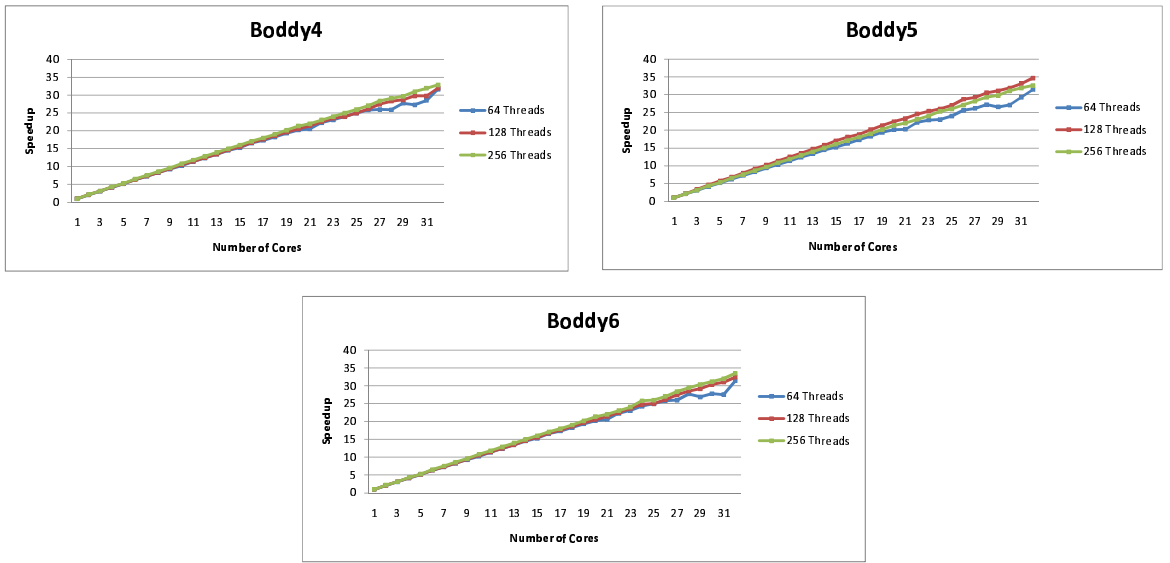 Boddy4
40
35
30
25
20
15
10
5
0
Speedup
1 3 5 7 9 11 13 15 17 19 21 23 25 27 29 31
Number of Cores
64 Threads
128 Threads
256 Threads
Boddy5
40
35
30
25
20
15
10
5
0
Speedup
1 3 5 7 9 11 13 15 17 19 21 23 25 27 29 31
Number of Cores
64 Threads
128 Threads
256 Threads
Boddy6
40
35
30
25
20
15
10
5
0
Speedup
1 3 5 7 9 11 13 15 17 19 21 23 25 27 29 31
Number of Cores
64 Threads
128 Threads
256 Threads